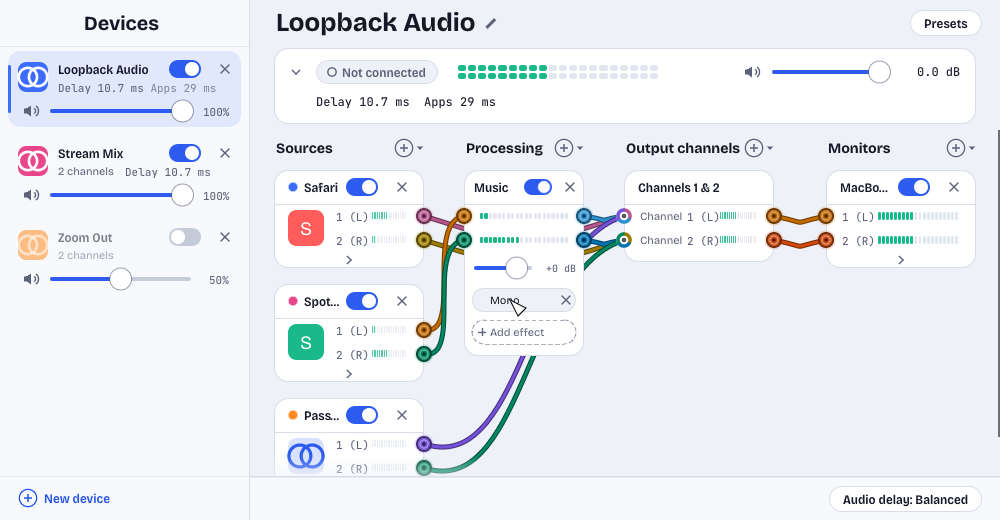 Devices
Loopback Audio
Delay 10.7 ms Apps 29 ms
100%
Stream Mix
2 channels Delay 10.7 ms
100%
Zoom Out
2 channels
50%
New device
Loopback Audio
Presets
Not connected
0.0 dB
Delay 10.7 ms Apps 29 ms
Sources
Processing
Output channels
Monitors
Safari
S
1 (L)
2 (R)
Spot...
S
1 (L)
2 (R)
Pass...
1 (L)
2 (R)
Music
+0 dB
Mono
+ Add effect
Channels 1 & 2
Channel 1 (L)
Channel 2 (R)
MacBo...
1 (L)
2 (R)
Audio delay: Balanced